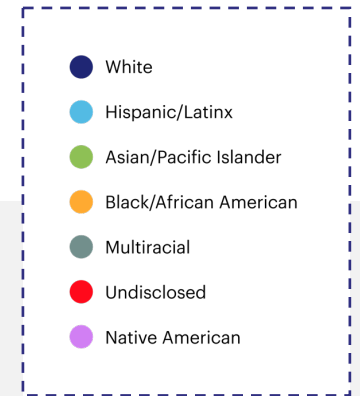 White
Hispanic/Latinx
Asian/Pacific Islander
Black/African American
Multiracial
Undisclosed
Native American